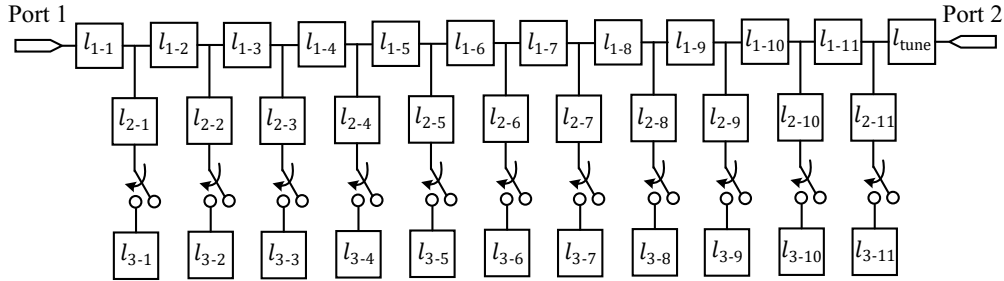 Port 1 Port 2
l1-1 l1-2 l1-3 l1-4 l1-5 l1-6 l1-7 l1-8 l1-9 l1-10 l1-11 ltune
l2-1 l2-2 l2-3 l2-4 l2-5 l2-6 l2-7 l2-8 l2-9 l2-10 l2-11
l3-1 l3-2 l3-3 l3-4 l3-5 l3-6 l3-7 l3-8 l3-9 l3-10 l3-11